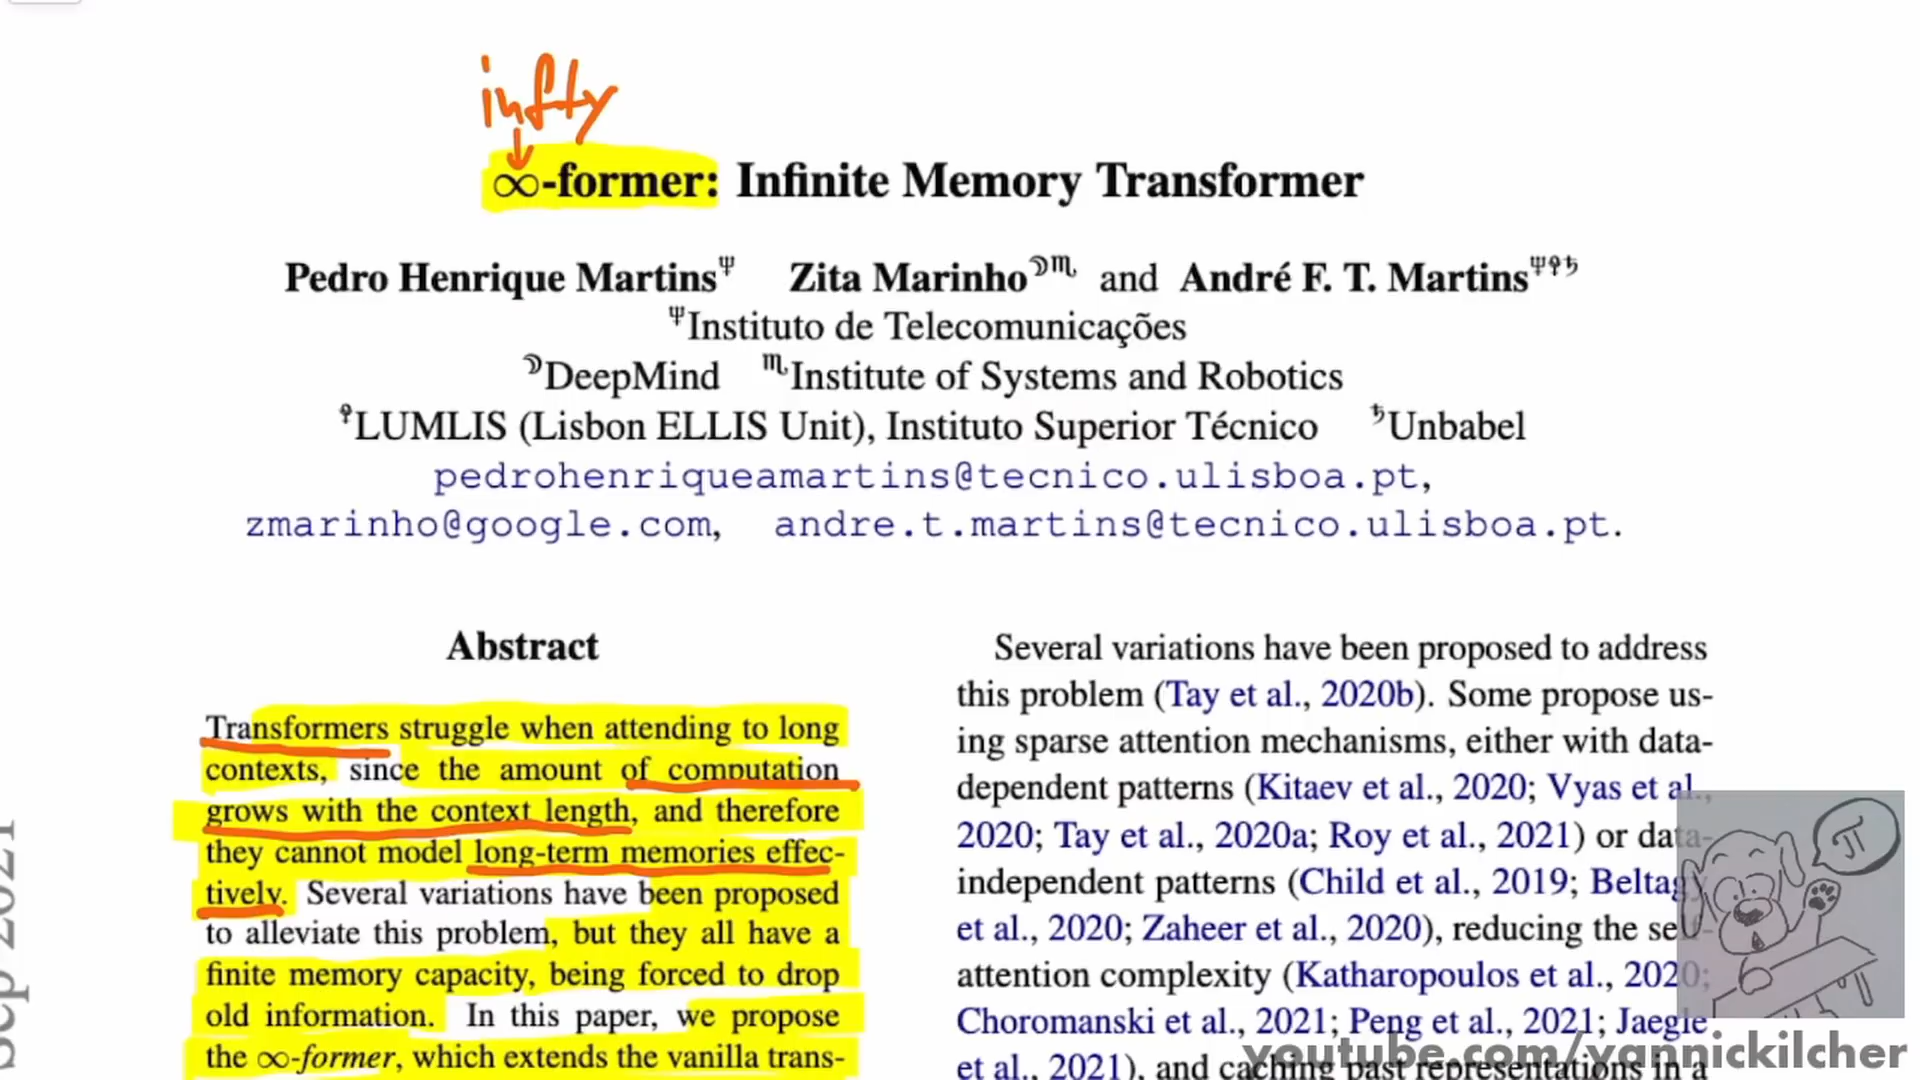 infty
∞-former: Infinite Memory Transformer
Pedro Henrique Martinsᴪ Zita Marinho☽♏ and André F. T. Martinsᴪ♀♄
ᴪInstituto de Telecomunicações
☽DeepMind ♏Institute of Systems and Robotics
♀LUMLIS (Lisbon ELLIS Unit), Instituto Superior Técnico ♄Unbabel
pedrohenriqueamartins@tecnico.ulisboa.pt,
zmarinho@google.com, andre.t.martins@tecnico.ulisboa.pt.
Abstract
Transformers struggle when attending to long
contexts, since the amount of computation
grows with the context length, and therefore
they cannot model long-term memories effec-
tively. Several variations have been proposed
to alleviate this problem, but they all have a
finite memory capacity, being forced to drop
old information. In this paper, we propose
the ∞-former, which extends the vanilla trans-
Several variations have been proposed to address
this problem (Tay et al., 2020b). Some propose us-
ing sparse attention mechanisms, either with data-
dependent patterns (Kitaev et al., 2020; Vyas et al.,
2020; Tay et al., 2020a; Roy et al., 2021) or data-
independent patterns (Child et al., 2019; Beltagy
et al., 2020; Zaheer et al., 2020), reducing the self-
attention complexity (Katharopoulos et al., 2020;
Choromanski et al., 2021; Peng et al., 2021; Jaegle
et al., 2021), and caching past representations in a
π
youtube.com/yannickilcher
Sep 2021